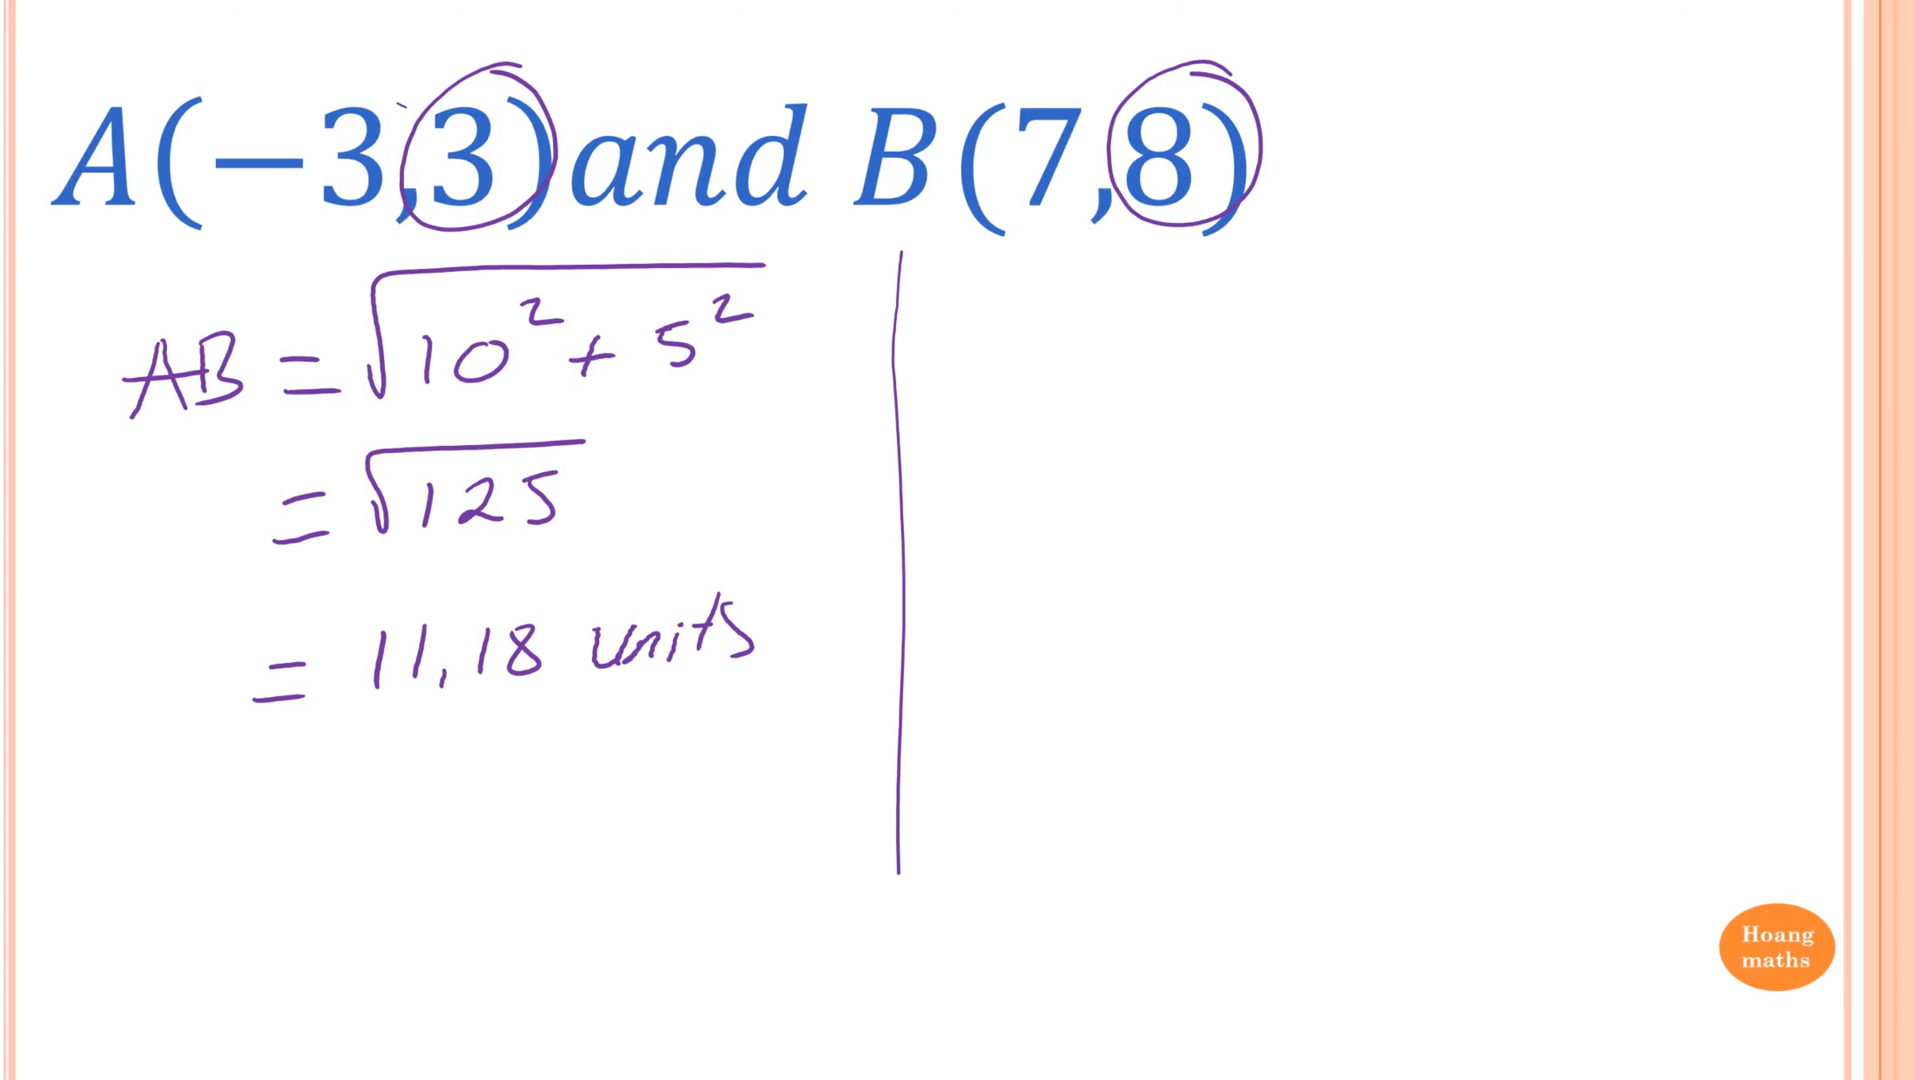 A(−3,3) and B(7,8)
AB = √10² + 5²
= √125
= 11,18 units
Hoang
maths